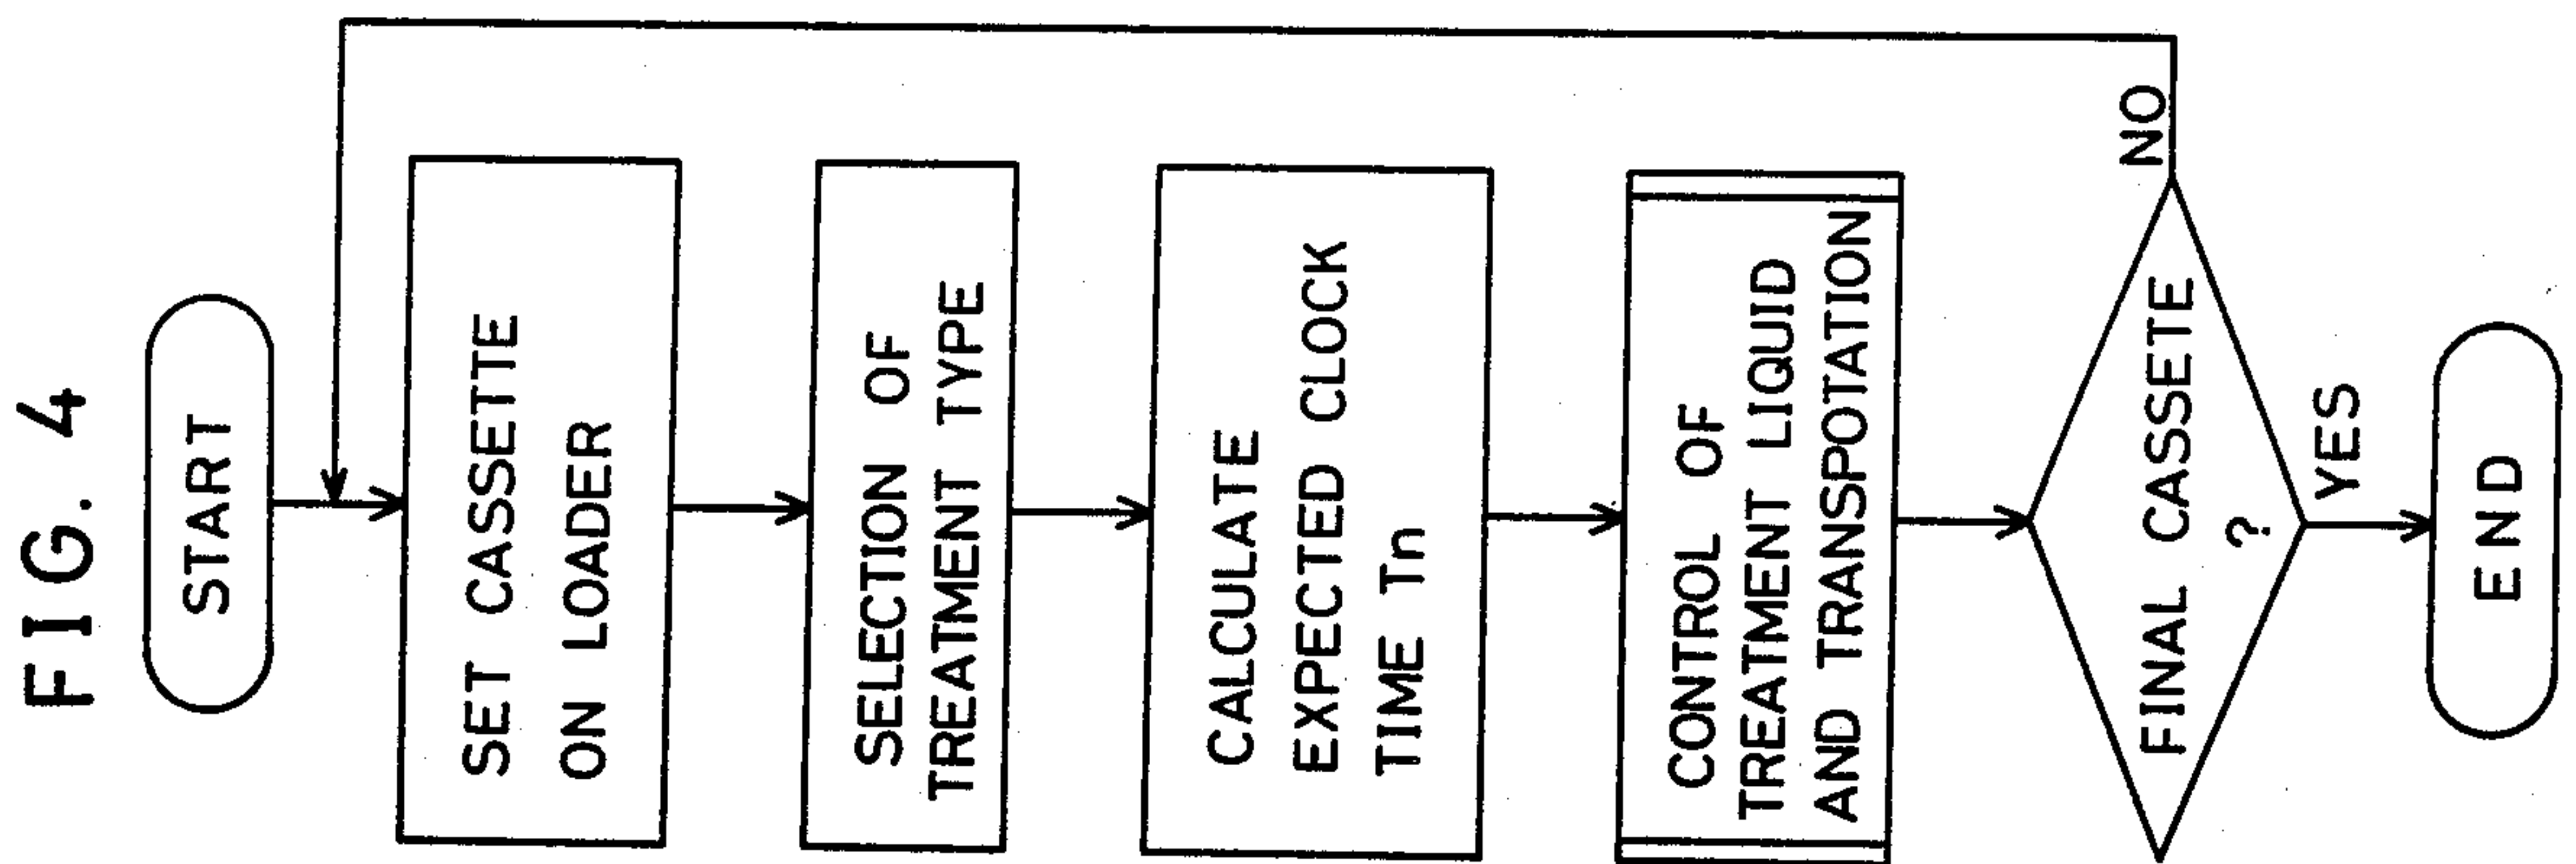 FIG. 4
START
SET CASSETTE
ON LOADER
SELECTION OF
TREATMENT TYPE
CALCULATE
EXPECTED CLOCK
TIME Tn
CONTROL OF
TREATMENT LIQUID
AND TRANSPOTATION
FINAL CASSETE
?
NO
YES
END